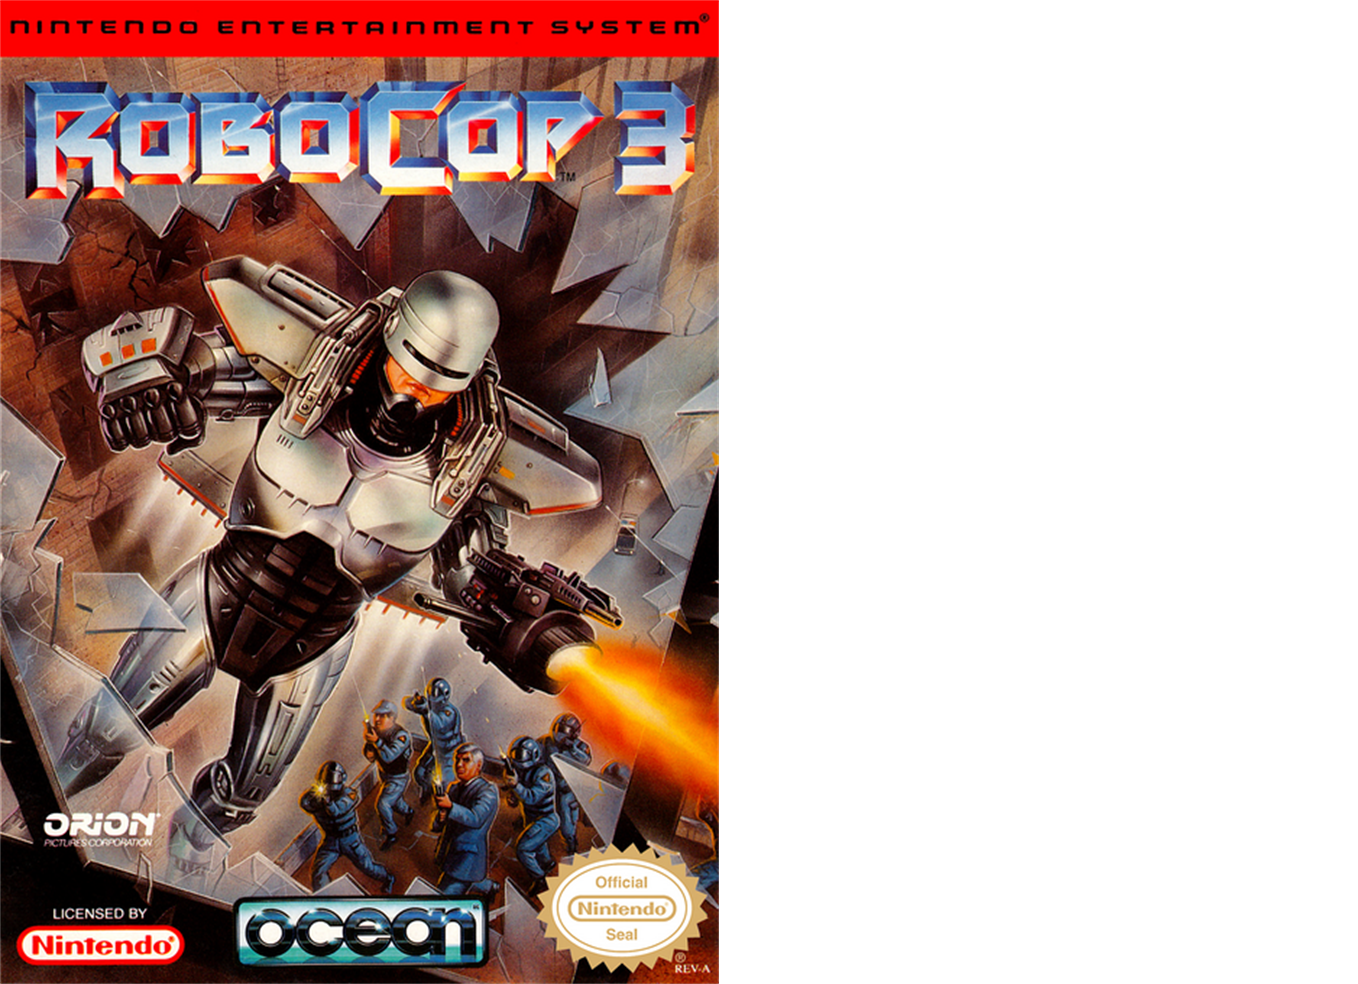 NINTENDO ENTERTAINMENT SYSTEM®
ROBOCOP 3
TM
ORION®
PICTURES CORPORATION
LICENSED BY
Nintendo®
ocean
Official
Nintendo®
Seal
®
REV-A